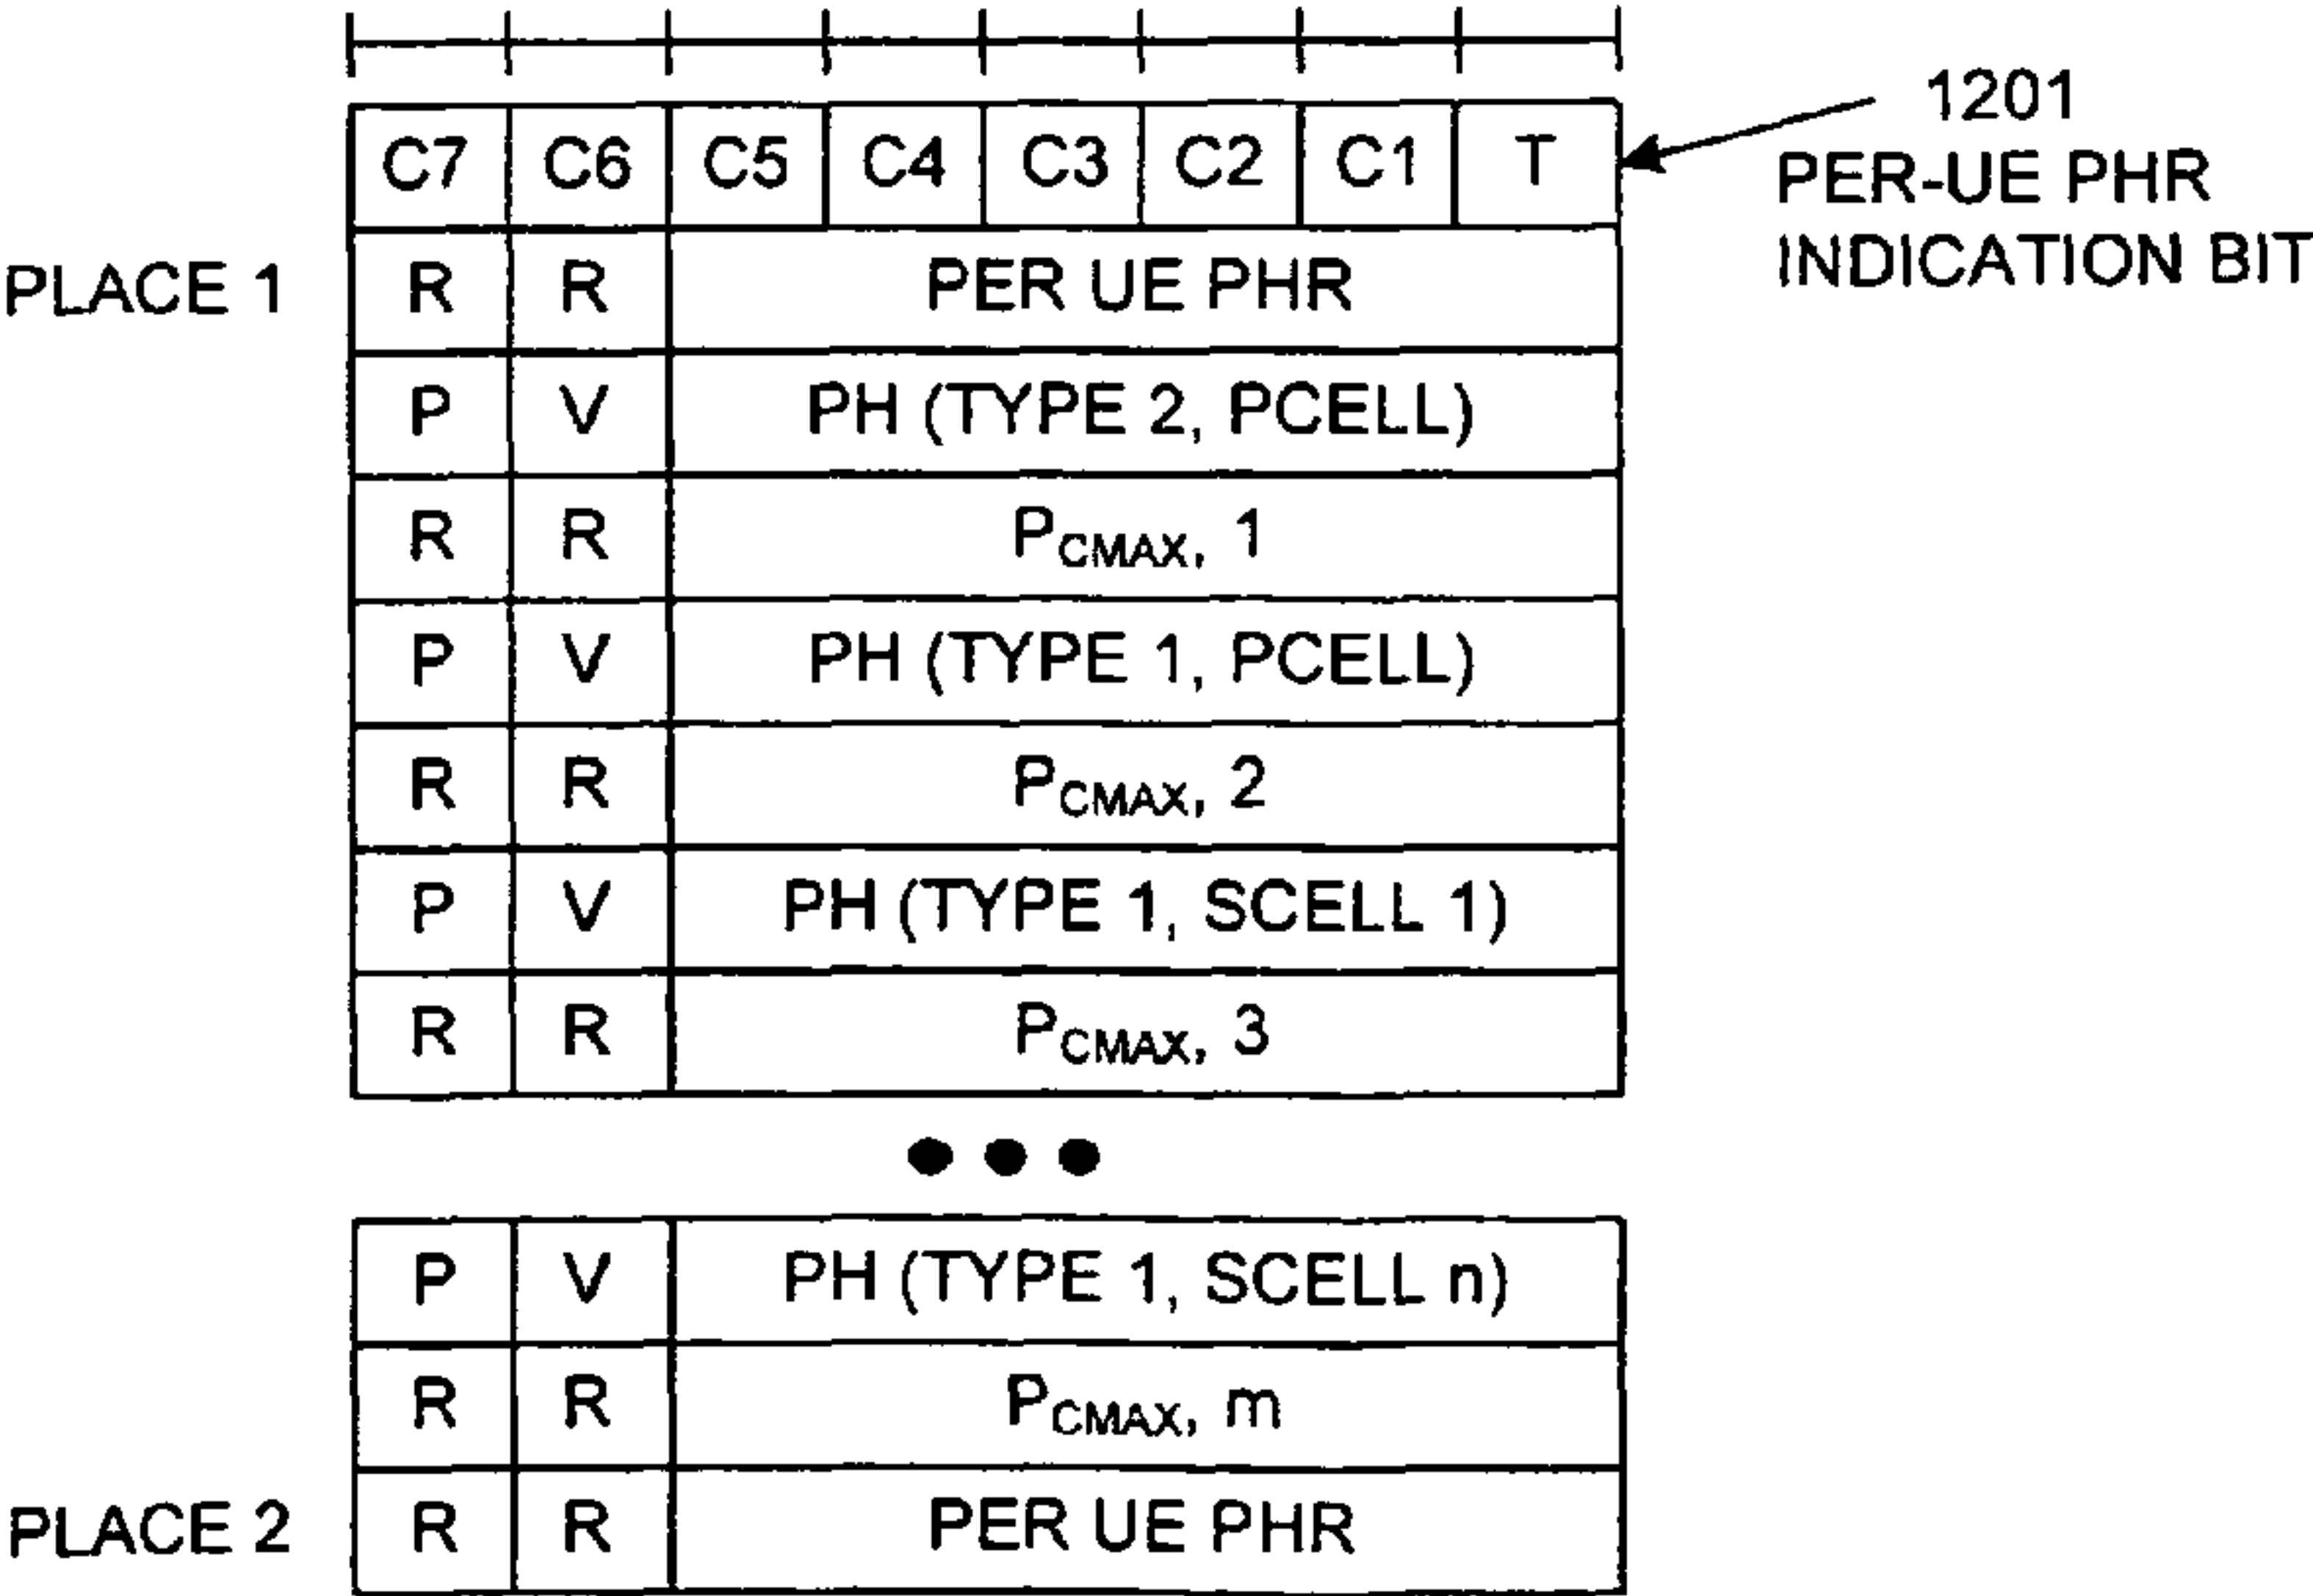 C7 C6 C5 C4 C3 C2 C1 T
1201
PER-UE PHR
INDICATION BIT
PLACE 1 R R PER UE PHR
P V PH (TYPE 2, PCELL)
R R PCMAX, 1
P V PH (TYPE 1, PCELL)
R R PCMAX, 2
P V PH (TYPE 1, SCELL 1)
R R PCMAX, 3
P V PH (TYPE 1, SCELL n)
R R PCMAX, m
PLACE 2 R R PER UE PHR